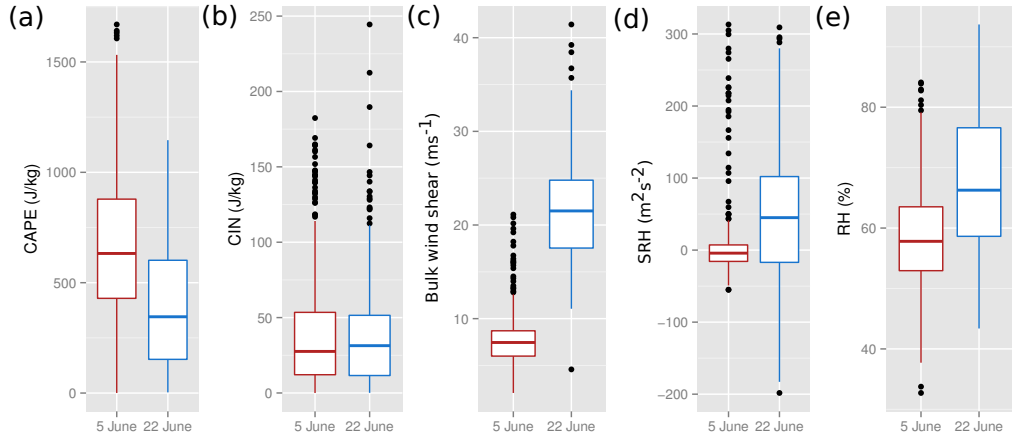 (a)
CAPE (J/kg)
1500
1000
500
0
5 June 22 June
(b)
CIN (J/kg)
250
200
150
100
50
0
5 June 22 June
(c)
Bulk wind shear (ms⁻¹)
40
30
20
10
5 June 22 June
(d)
SRH (m²s⁻²)
300
200
100
0
−100
−200
5 June 22 June
(e)
RH (%)
80
60
40
5 June 22 June